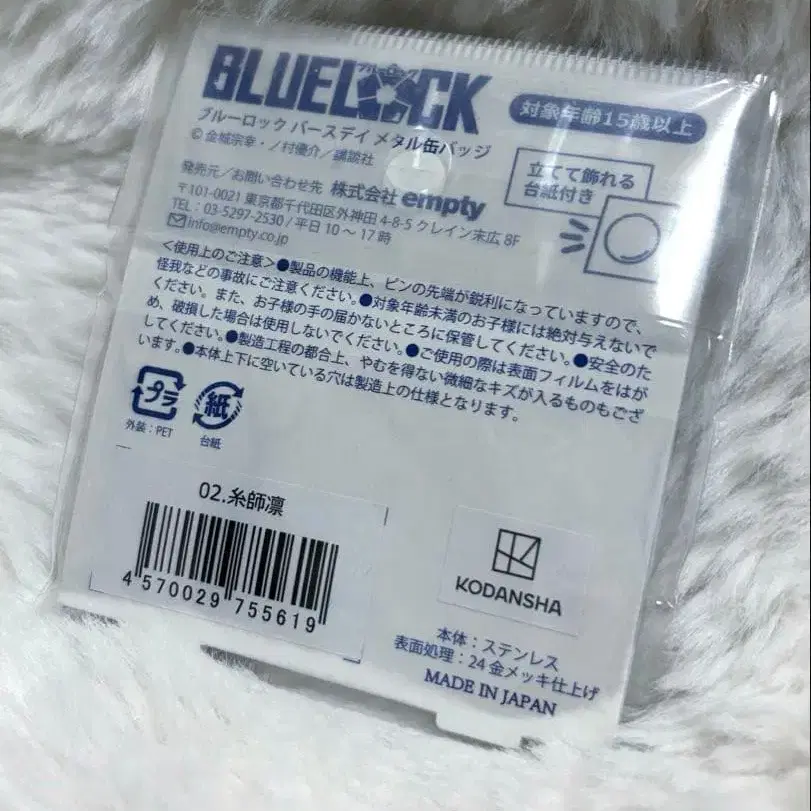 BLUELOCK
ブルーロック
対象年齢15歳以上
ブルーロック バースデイ メタル缶バッジ
© 金城宗幸・ノ村優介／講談社
立てて飾れる
台紙付き
発売元／お問い合わせ先 株式会社 empty
〒101-0021 東京都千代田区外神田 4-8-5 クレイン末広 8F
TEL：03-5297-2530 / 平日 10 〜 17 時
info@empty.co.jp
＜使用上のご注意＞●製品の機能上、ピンの先端が鋭利になっていますので、
怪我などの事故にご注意ください。●対象年齢未満のお子様には絶対与えないで
ください。また、お子様の手の届かないところに保管してください。●安全のた
め、破損した場合は使用しないでください。●ご使用の際は表面フィルムをはが
してください。●製造工程の都合上、やむを得ない微細なキズが入るものもござ
います。●本体上下に空いている穴は製造上の仕様となります。
プラ
外装：PET
紙
台紙
02.糸師凛
4 570029 755619
KODANSHA
本体：ステンレス
表面処理：24 金メッキ仕上げ
MADE IN JAPAN